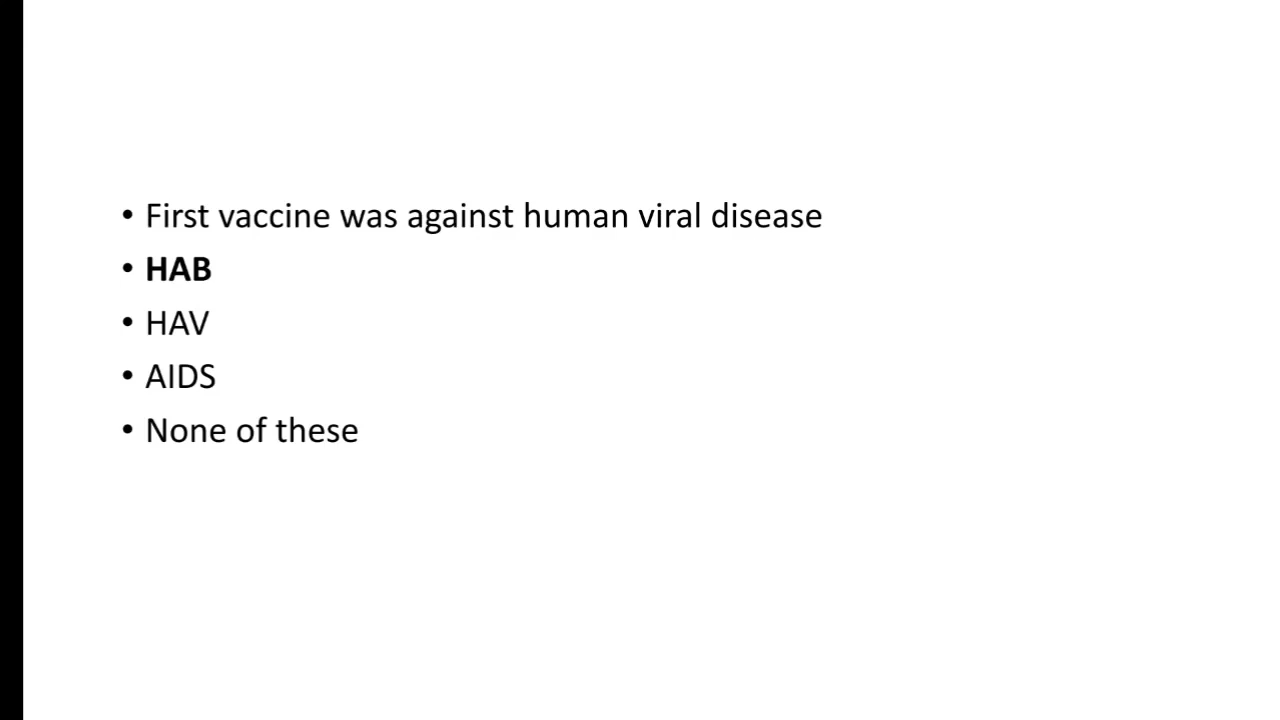 • First vaccine was against human viral disease
• HAB
• HAV
• AIDS
• None of these